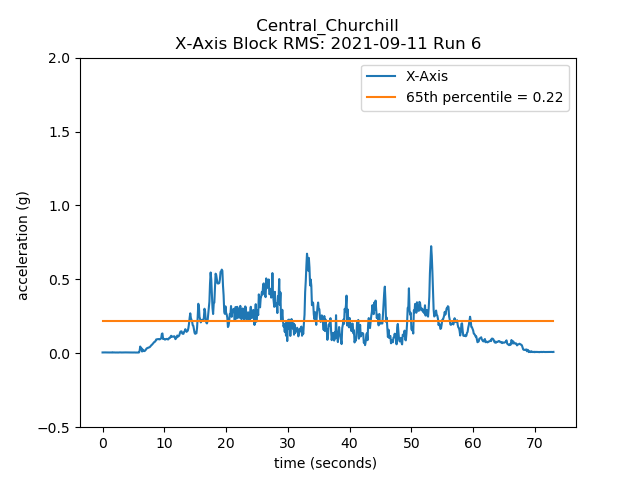 Central_Churchill
X-Axis Block RMS: 2021-09-11 Run 6
X-Axis
65th percentile = 0.22
acceleration (g)
2.0
1.5
1.0
0.5
0.0
−0.5
0 10 20 30 40 50 60 70
time (seconds)